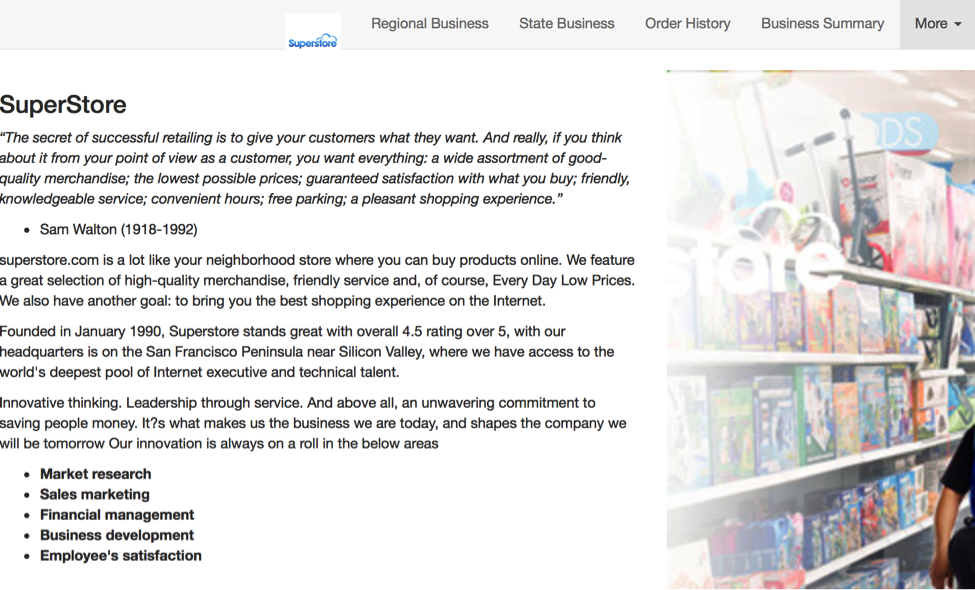 Regional Business State Business Order History Business Summary More
Superstore
SuperStore
“The secret of successful retailing is to give your customers what they want. And really, if you think
about it from your point of view as a customer, you want everything: a wide assortment of good-
quality merchandise; the lowest possible prices; guaranteed satisfaction with what you buy; friendly,
knowledgeable service; convenient hours; free parking; a pleasant shopping experience.”
• Sam Walton (1918-1992)
superstore.com is a lot like your neighborhood store where you can buy products online. We feature
a great selection of high-quality merchandise, friendly service and, of course, Every Day Low Prices.
We also have another goal: to bring you the best shopping experience on the Internet.
Founded in January 1990, Superstore stands great with overall 4.5 rating over 5, with our
headquarters is on the San Francisco Peninsula near Silicon Valley, where we have access to the
world's deepest pool of Internet executive and technical talent.
Innovative thinking. Leadership through service. And above all, an unwavering commitment to
saving people money. It?s what makes us the business we are today, and shapes the company we
will be tomorrow Our innovation is always on a roll in the below areas
• Market research
• Sales marketing
• Financial management
• Business development
• Employee's satisfaction